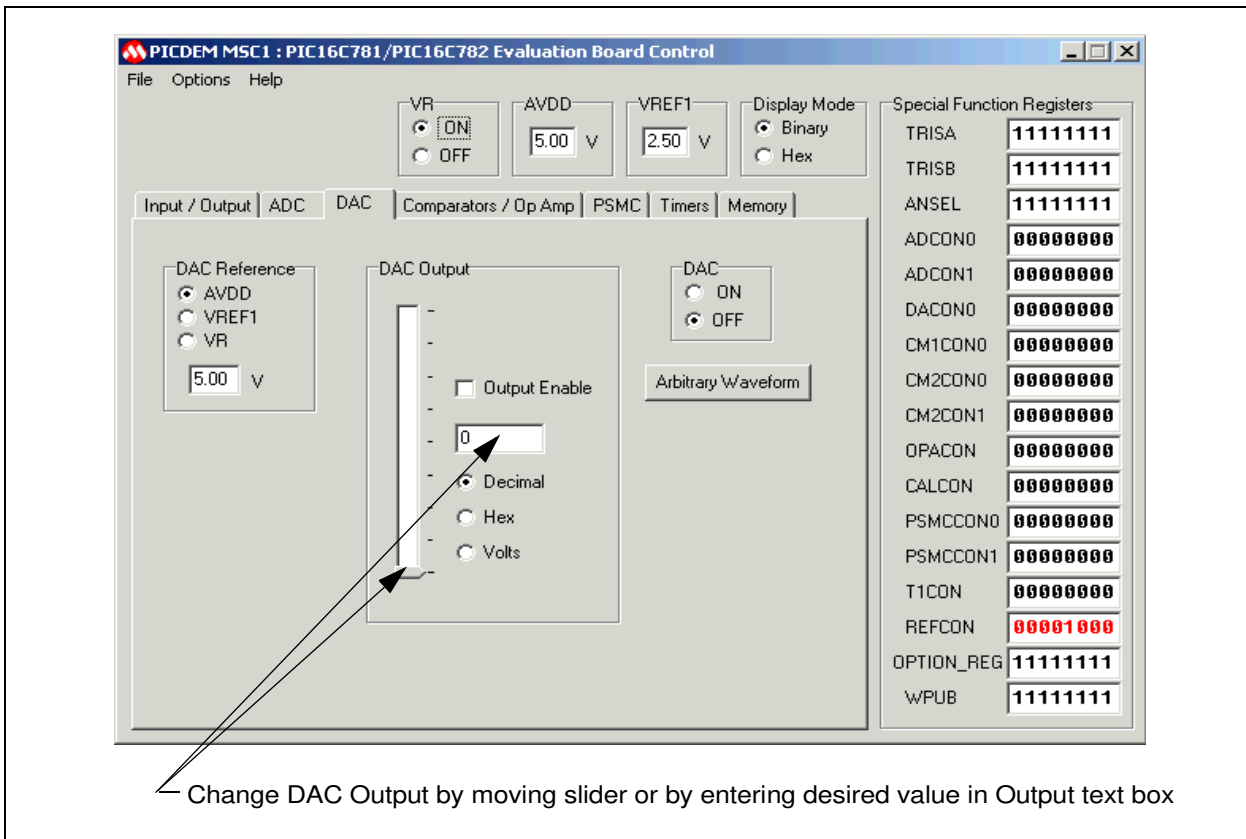 PICDEM MSC1 : PIC16C781/PIC16C782 Evaluation Board Control
File Options Help
VR
ON
OFF
AVDD
5.00 V
VREF1
2.50 V
Display Mode
Binary
Hex
Input / Output ADC DAC Comparators / Op Amp PSMC Timers Memory
DAC Reference
AVDD
VREF1
VR
5.00 V
DAC Output
Output Enable
0
Decimal
Hex
Volts
DAC
ON
OFF
Arbitrary Waveform
Special Function Registers
TRISA 11111111
TRISB 11111111
ANSEL 11111111
ADCON0 00000000
ADCON1 00000000
DACON0 00000000
CM1CON0 00000000
CM2CON0 00000000
CM2CON1 00000000
OPACON 00000000
CALCON 00000000
PSMCCON0 00000000
PSMCCON1 00000000
T1CON 00000000
REFCON 00001000
OPTION_REG 11111111
WPUB 11111111
Change DAC Output by moving slider or by entering desired value in Output text box